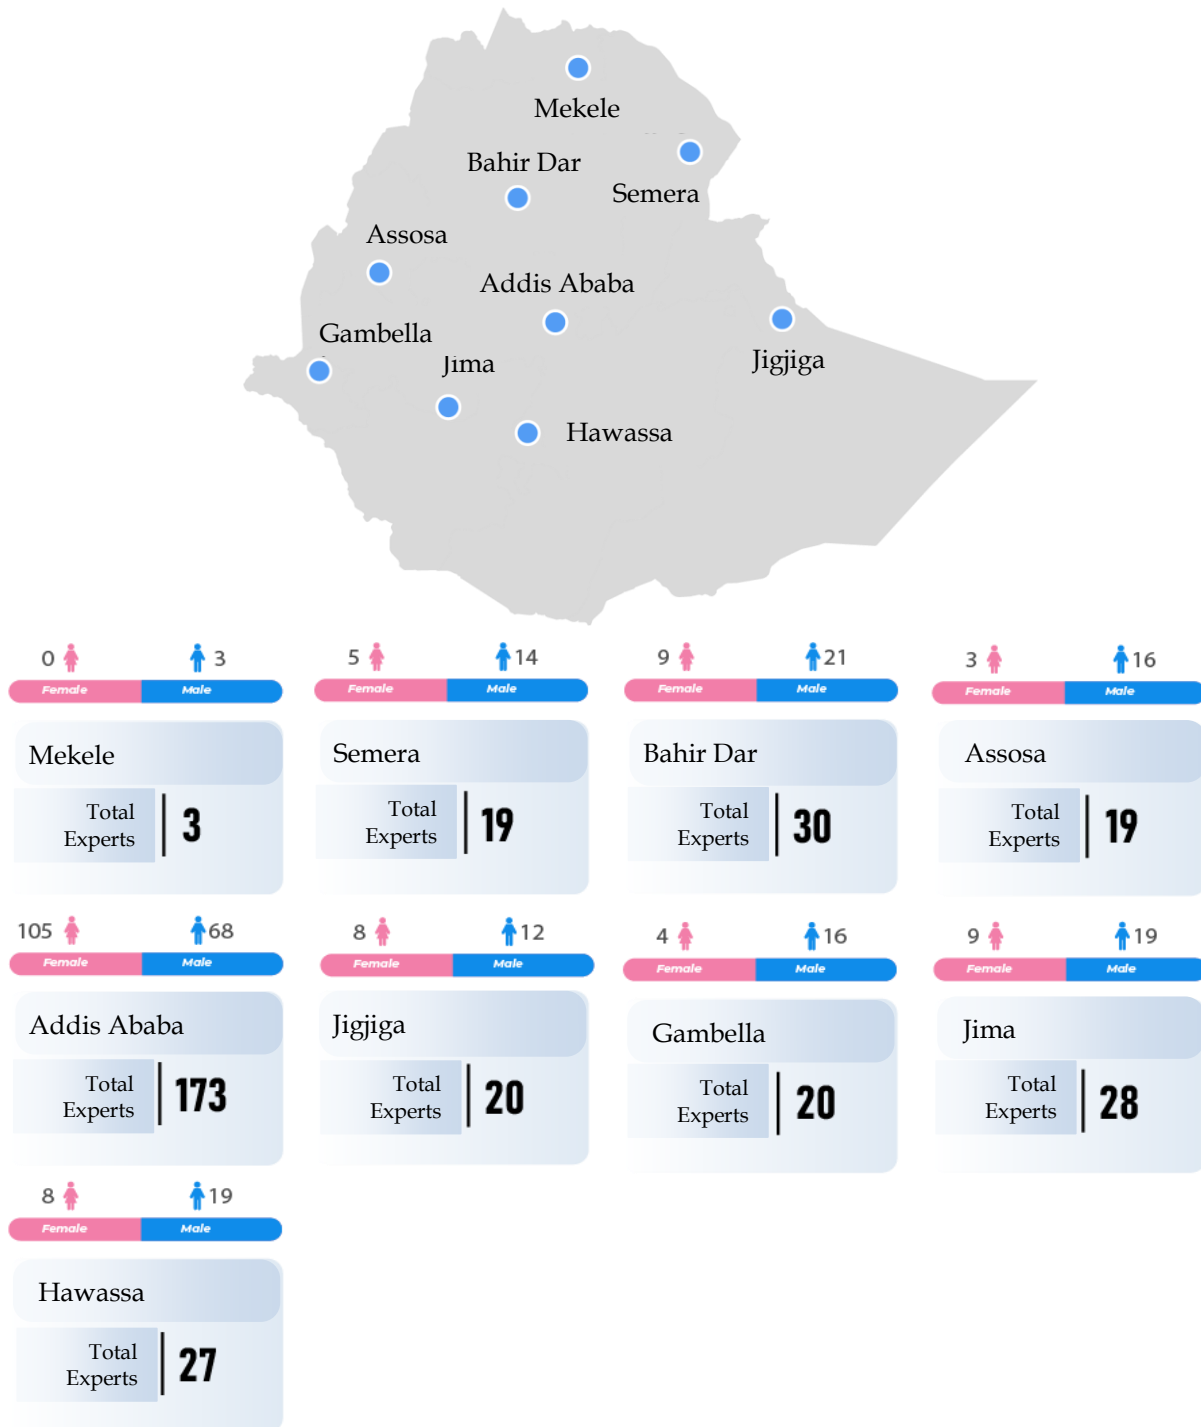 Mekele
Bahir Dar
Semera
Assosa
Addis Ababa
Gambella
Jima
Jigjiga
Hawassa
0 3
Female Male
Mekele
Total
Experts
3
5 14
Female Male
Semera
Total
Experts
19
9 21
Female Male
Bahir Dar
Total
Experts
30
3 16
Female Male
Assosa
Total
Experts
19
105 68
Female Male
Addis Ababa
Total
Experts
173
8 12
Female Male
Jigjiga
Total
Experts
20
4 16
Female Male
Gambella
Total
Experts
20
9 19
Female Male
Jima
Total
Experts
28
8 19
Female Male
Hawassa
Total
Experts
27